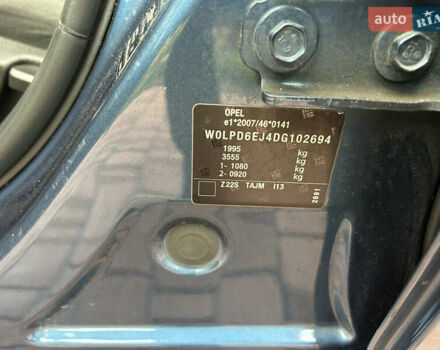 auto RIA
OPEL
e1*2007/46*0141
W0LPD6EJ4DG102694
1995 kg
3555 kg
1- 1080 kg
2- 0920 kg
Z22S TAJM I13
2691